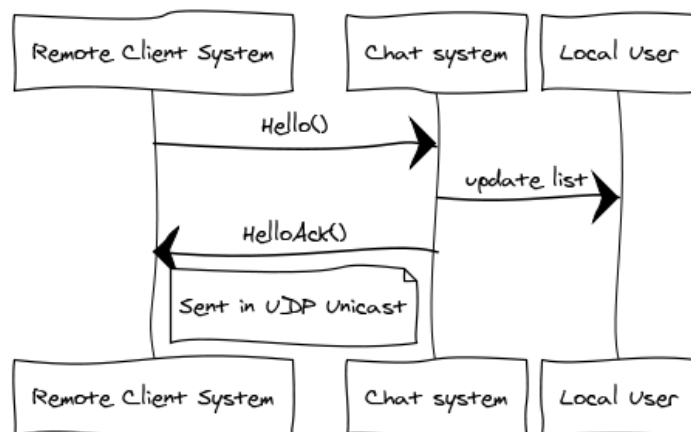 Remote Client System
Chat system
Local User
Hello()
update list
HelloAck()
Sent in UDP Unicast
Remote Client System
Chat system
Local User